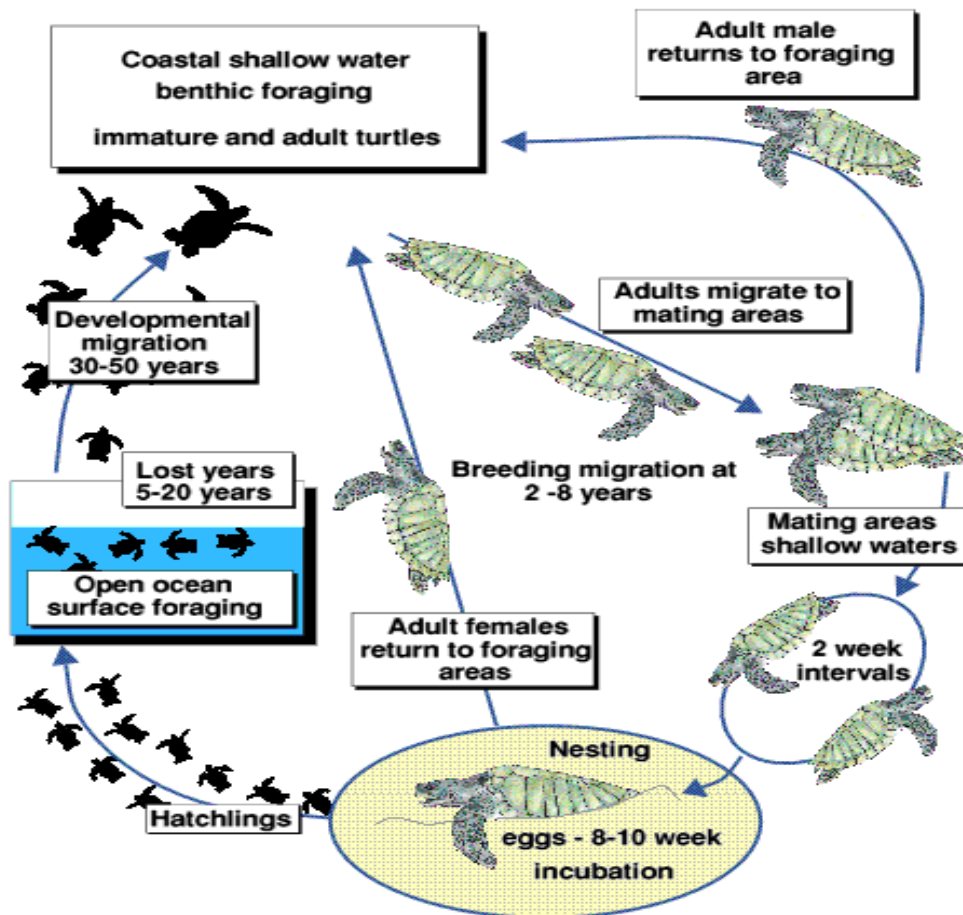 Coastal shallow water
benthic foraging
immature and adult turtles
Adult male
returns to foraging
area
Adults migrate to
mating areas
Developmental
migration
30-50 years
Lost years
5-20 years
Breeding migration at
2 -8 years
Mating areas
shallow waters
Open ocean
surface foraging
Adult females
return to foraging
areas
2 week
intervals
Nesting
Hatchlings
eggs - 8-10 week
incubation